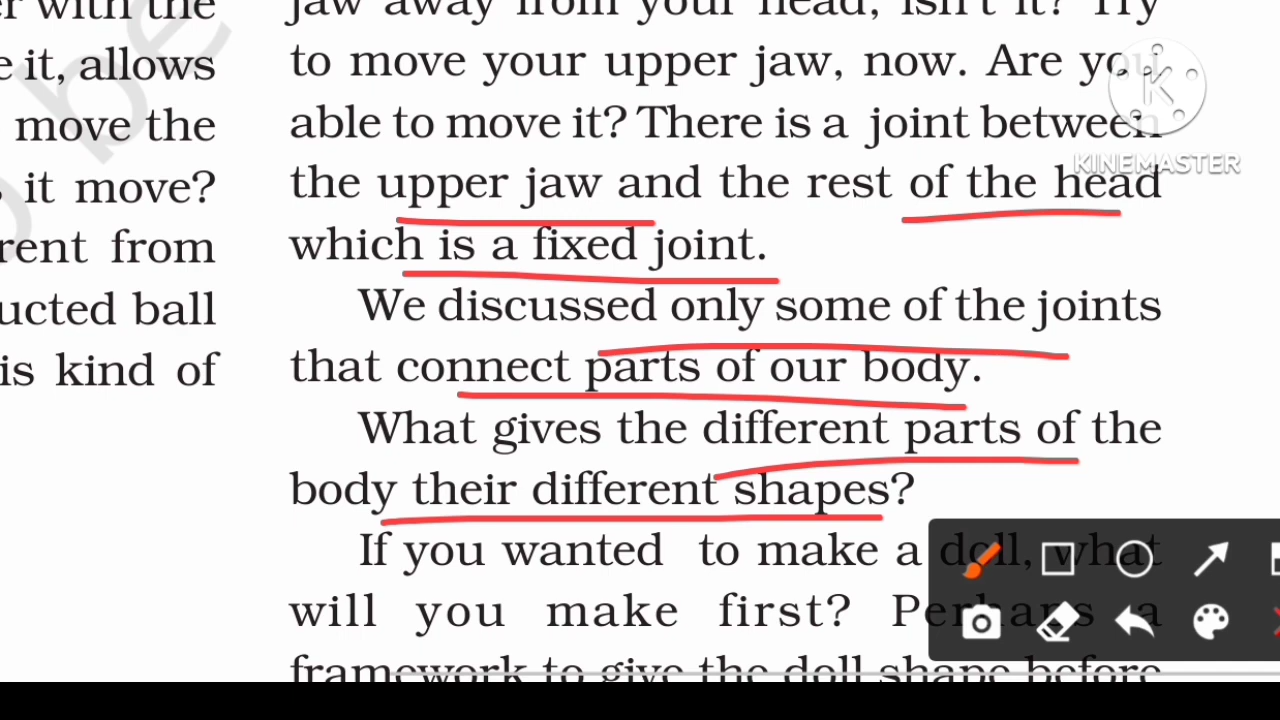 er with the
e it, allows
move the
it move?
rent from
ucted ball
is kind of
jaw away from your head, isn't it? Try
to move your upper jaw, now. Are you
able to move it? There is a joint between
the upper jaw and the rest of the head
which is a fixed joint.
We discussed only some of the joints
that connect parts of our body.
What gives the different parts of the
body their different shapes?
If you wanted to make a doll, what
will you make first? Perhaps a
framework to give the doll shape before
be
K
KINEMASTER